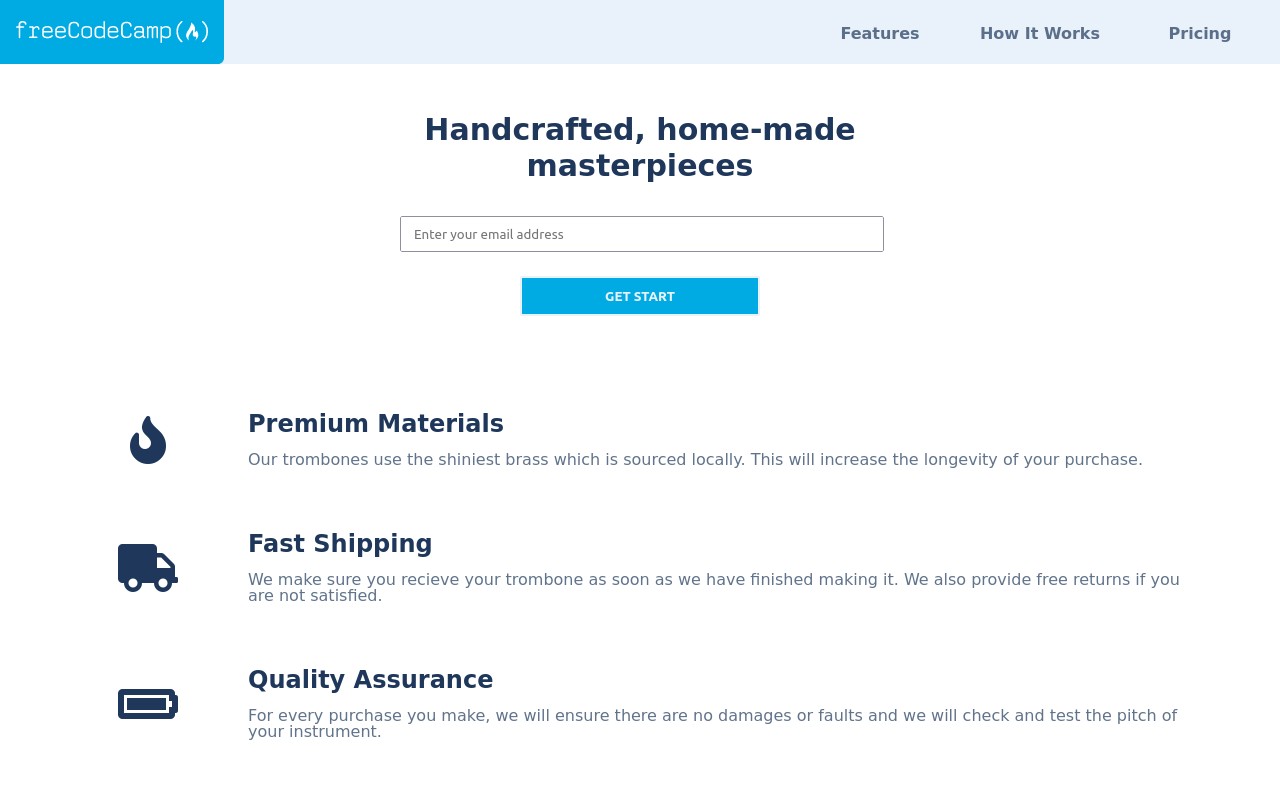 freeCodeCamp
Features
How It Works
Pricing
Handcrafted, home-made
masterpieces
Enter your email address
GET START
Premium Materials
Our trombones use the shiniest brass which is sourced locally. This will increase the longevity of your purchase.
Fast Shipping
We make sure you recieve your trombone as soon as we have finished making it. We also provide free returns if you
are not satisfied.
Quality Assurance
For every purchase you make, we will ensure there are no damages or faults and we will check and test the pitch of
your instrument.